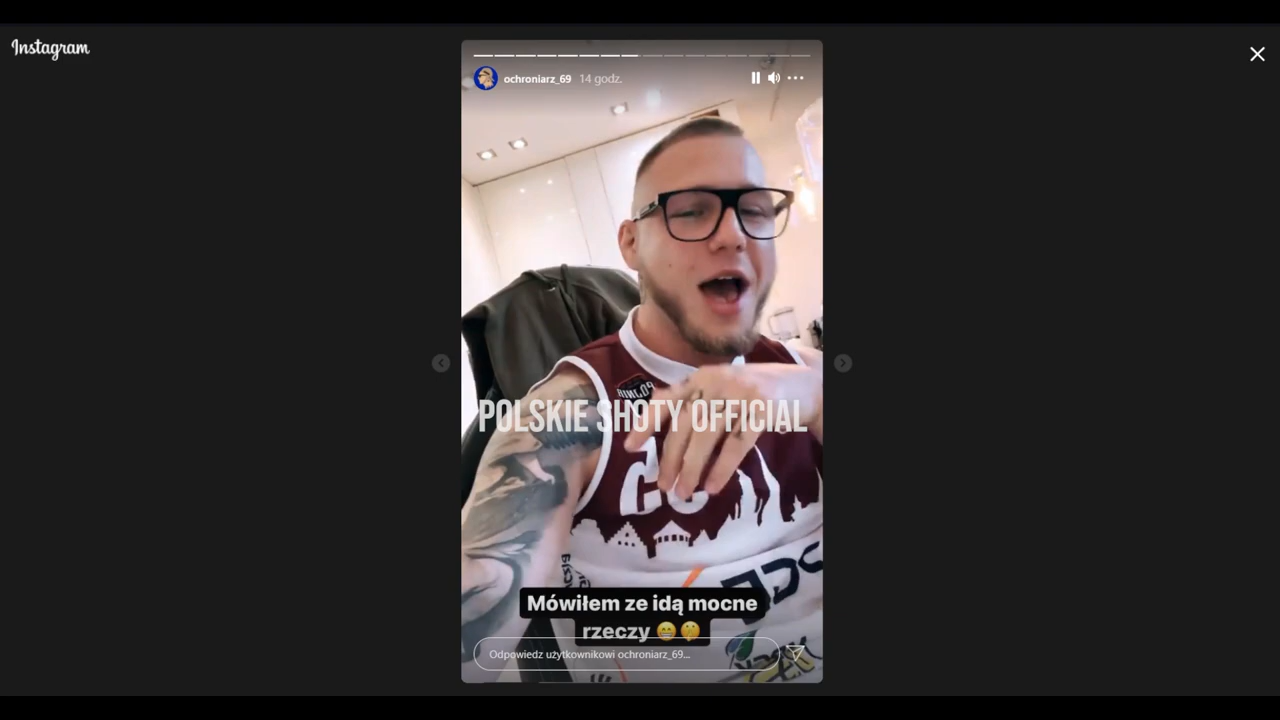 Instagram
ochroniarz_69 14 godz.
POLSKIE SHOTY OFFICIAL
Mówiłem ze idą mocne
rzeczy 😁🤫
Odpowiedz użytkownikowi ochroniarz_69...